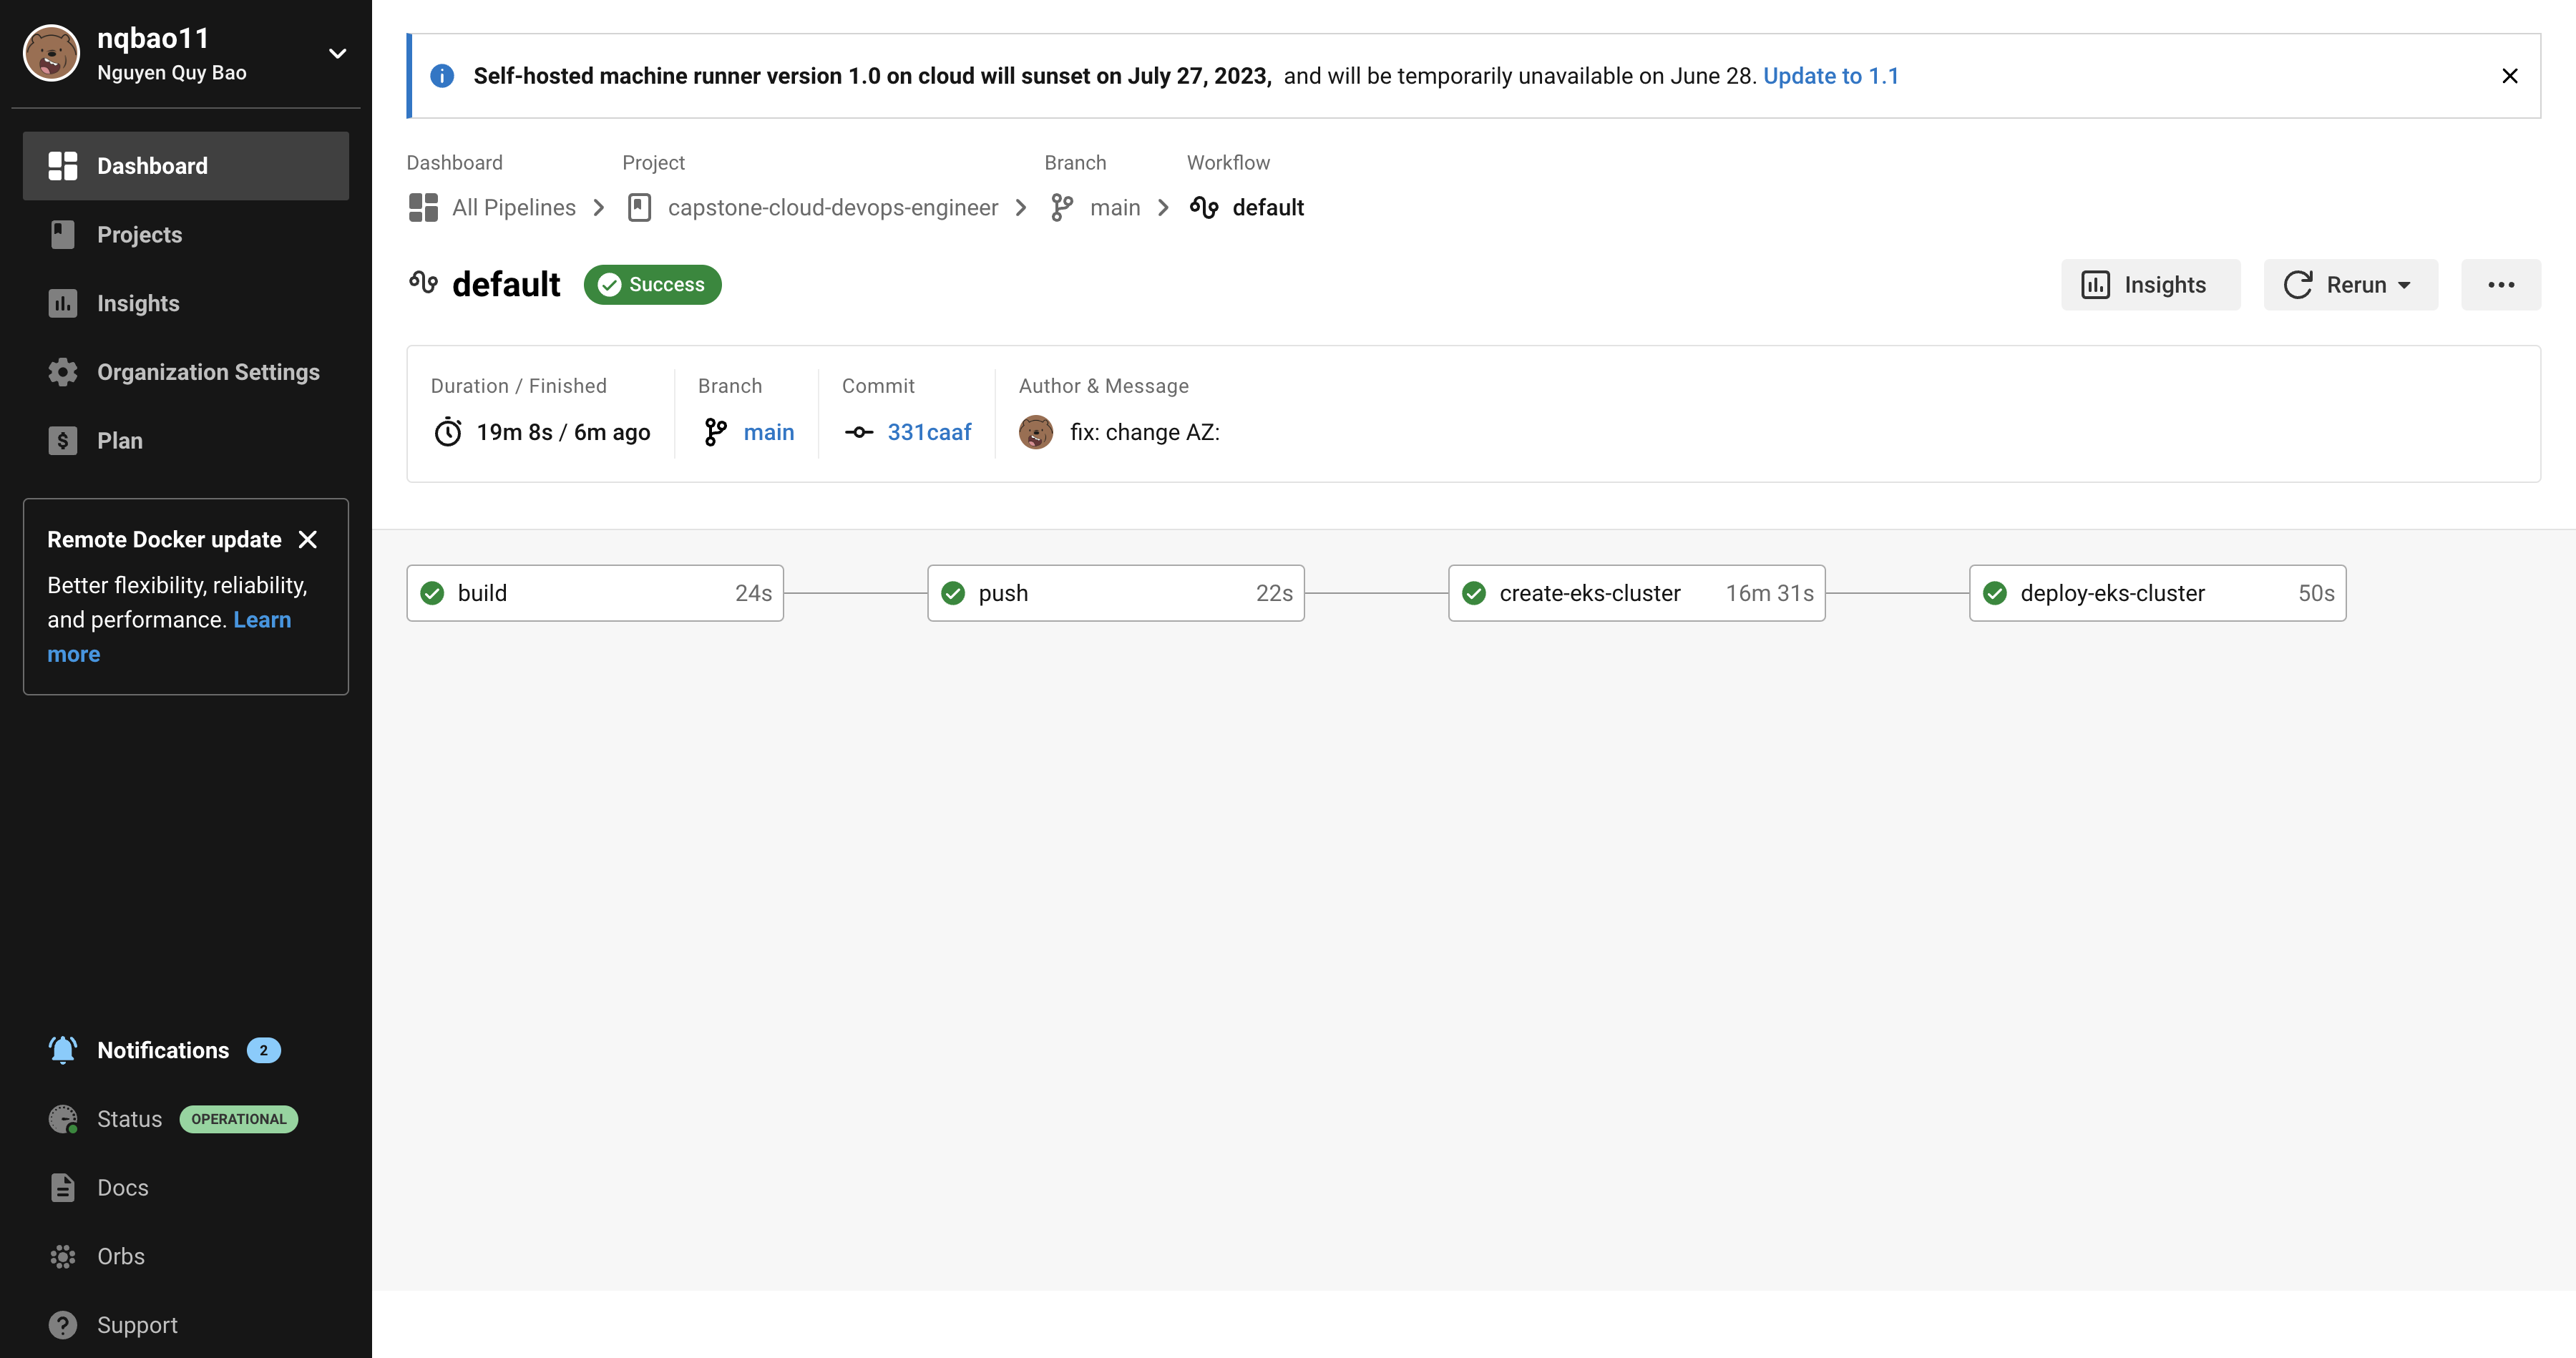 nqbao11
Nguyen Quy Bao
Dashboard
Projects
Insights
Organization Settings
Plan
Remote Docker update
Better flexibility, reliability,
and performance. Learn
more
Notifications 2
Status OPERATIONAL
Docs
Orbs
Support
Self-hosted machine runner version 1.0 on cloud will sunset on July 27, 2023, and will be temporarily unavailable on June 28. Update to 1.1
Dashboard Project Branch Workflow
All Pipelines capstone-cloud-devops-engineer main default
default Success Insights Rerun
Duration / Finished Branch Commit Author & Message
19m 8s / 6m ago main 331caaf fix: change AZ:
build 24s push 22s create-eks-cluster 16m 31s deploy-eks-cluster 50s